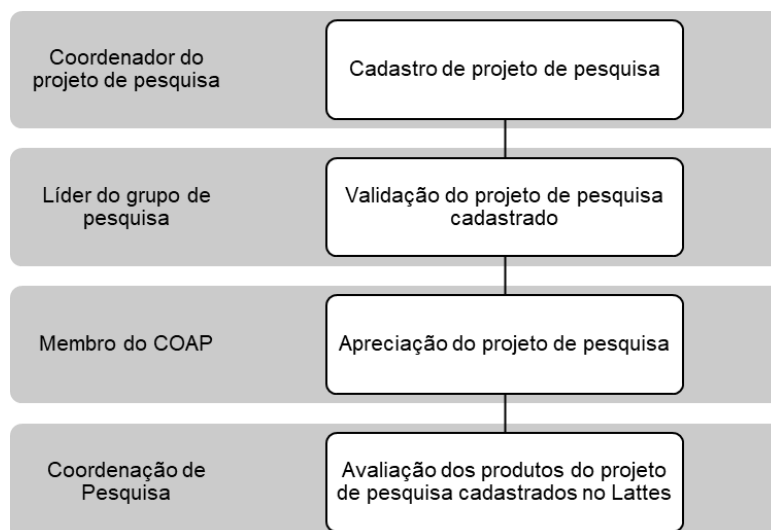 Coordenador do
projeto de pesquisa
Cadastro de projeto de pesquisa
Líder do grupo de
pesquisa
Validação do projeto de pesquisa
cadastrado
Membro do COAP
Apreciação do projeto de pesquisa
Coordenação de
Pesquisa
Avaliação dos produtos do projeto
de pesquisa cadastrados no Lattes